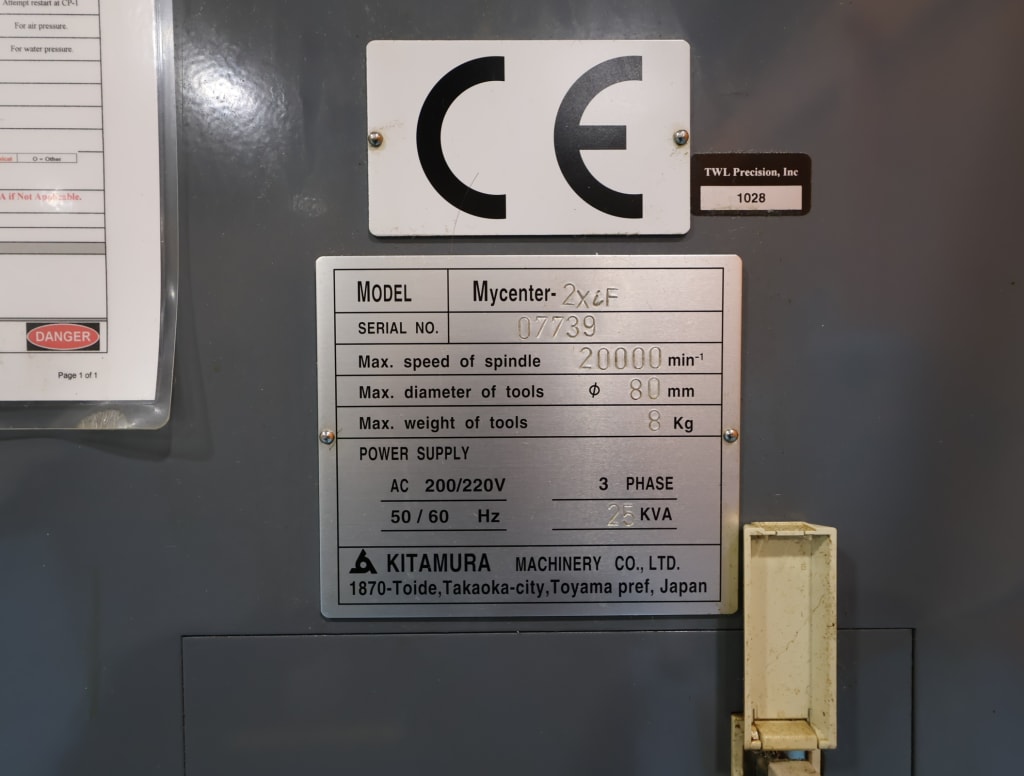 Attempt restart at CP-1
For air pressure.
For water pressure.
O = Other
A if Not Applicable.
DANGER
Page 1 of 1
CE
TWL Precision, Inc
1028
MODEL Mycenter-2XiF
SERIAL NO. 07739
Max. speed of spindle 20000 min⁻¹
Max. diameter of tools ϕ 80 mm
Max. weight of tools 8 Kg
POWER SUPPLY
AC 200/220V 3 PHASE
50/60 Hz 25 KVA
KITAMURA MACHINERY CO., LTD.
1870-Toide,Takaoka-city,Toyama pref, Japan